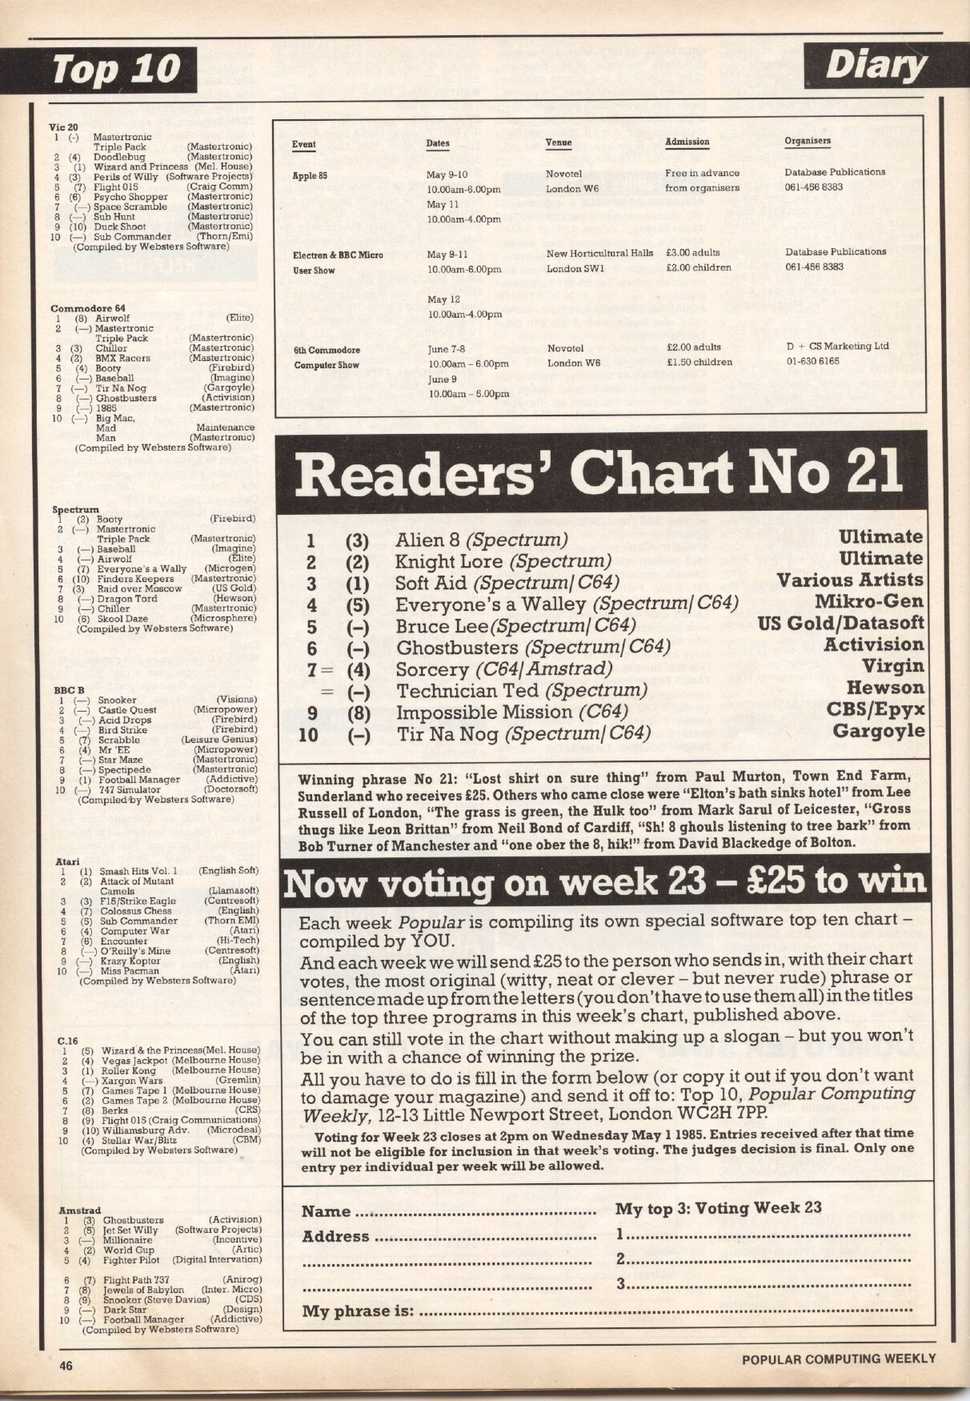 Top 10
Diary
Vic 20
1 (-) Mastertronic
Triple Pack (Mastertronic)
2 (4) Doodlebug (Mastertronic)
3 (1) Wizard and Princess (Mel. House)
4 (3) Perils of Willy (Software Projects)
5 (7) Flight 015 (Craig Comm)
6 (6) Psycho Shopper (Mastertronic)
7 (—) Space Scramble (Mastertronic)
8 (—) Sub Hunt (Mastertronic)
9 (10) Duck Shoot (Mastertronic)
10 (—) Sub Commander (Thorn/Emi)
(Compiled by Websters Software)
Commodore 64
1 (8) Airwolf (Elite)
2 (—) Mastertronic
Triple Pack (Mastertronic)
3 (3) Chiller (Mastertronic)
4 (2) BMX Racers (Mastertronic)
5 (4) Booty (Firebird)
6 (—) Baseball (Imagine)
7 (—) Tir Na Nog (Gargoyle)
8 (—) Ghostbusters (Activision)
9 (—) 1985 (Mastertronic)
10 (—) Big Mac,
Mad Maintenance
Man (Mastertronic)
(Compiled by Websters Software)
Spectrum
1 (2) Booty (Firebird)
2 (—) Mastertronic
Triple Pack (Mastertronic)
3 (—) Baseball (Imagine)
4 (—) Airwolf (Elite)
5 (7) Everyone's a Wally (Microgen)
6 (10) Finders Keepers (Mastertronic)
7 (3) Raid over Moscow (US Gold)
8 (—) Dragon Tord (Hewson)
9 (—) Chiller (Mastertronic)
10 (6) Skool Daze (Microsphere)
(Compiled by Websters Software)
BBC B
1 (—) Snooker (Visions)
2 (—) Castle Quest (Micropower)
3 (—) Acid Drops (Firebird)
4 (—) Bird Strike (Firebird)
5 (7) Scrabble (Leisure Genius)
6 (4) Mr 'EE (Micropower)
7 (—) Star Maze (Mastertronic)
8 (—) Spectipede (Mastertronic)
9 (1) Football Manager (Addictive)
10 (—) 747 Simulator (Doctorsoft)
(Compiled by Websters Software)
Atari
1 (1) Smash Hits Vol. 1 (English Soft)
2 (2) Attack of Mutant
Camels (Llamasoft)
3 (3) F15/Strike Eagle (Centresoft)
4 (7) Colossus Chess (English)
5 (5) Sub Commander (Thorn EMI)
6 (4) Computer War (Atari)
7 (6) Encounter (Hi-Tech)
8 (—) O'Reilly's Mine (Centresoft)
9 (—) Krazy Kopter (English)
10 (—) Miss Pacman (Atari)
(Compiled by Websters Software)
C.16
1 (5) Wizard & the Princess(Mel. House)
2 (4) Vegas Jackpot (Melbourne House)
3 (1) Roller Kong (Melbourne House)
4 (—) Xargon Wars (Gremlin)
5 (7) Games Tape 1 (Melbourne House)
6 (2) Games Tape 2 (Melbourne House)
7 (8) Berks (CRS)
8 (9) Flight 015 (Craig Communications)
9 (10) Williamsburg Adv. (Microdeal)
10 (4) Stellar War/Blitz (CBM)
(Compiled by Websters Software)
Amstrad
1 (3) Ghostbusters (Activision)
2 (5) Jet Set Willy (Software Projects)
3 (—) Millionaire (Incentive)
4 (2) World Cup (Artic)
5 (4) Fighter Pilot (Digital Intervation)
6 (7) Flight Path 737 (Anirog)
7 (8) Jewels of Babylon (Inter. Micro)
8 (9) Snooker (Steve Davies) (CDS)
9 (—) Dark Star (Design)
10 (—) Football Manager (Addictive)
(Compiled by Websters Software)
Event Dates Venue Admission Organisers
Apple 85 May 9-10 Novotel Free in advance Database Publications
10.00am-6.00pm London W6 from organisers 061-456 8383
May 11
10.00am-4.00pm
Electron & BBC Micro May 9-11 New Horticultural Halls £3.00 adults Database Publications
User Show 10.00am-6.00pm London SW1 £2.00 children 061-456 8383
May 12
10.00am-4.00pm
6th Commodore June 7-8 Novotel £2.00 adults D + CS Marketing Ltd
Computer Show 10.00am – 6.00pm London W6 £1.50 children 01-630 6165
June 9
10.00am – 5.00pm
Readers' Chart No 21
1 (3) Alien 8 (Spectrum) Ultimate
2 (2) Knight Lore (Spectrum) Ultimate
3 (1) Soft Aid (Spectrum/C64) Various Artists
4 (5) Everyone's a Walley (Spectrum/C64) Mikro-Gen
5 (–) Bruce Lee(Spectrum/C64) US Gold/Datasoft
6 (–) Ghostbusters (Spectrum/C64) Activision
7= (4) Sorcery (C64/Amstrad) Virgin
= (–) Technician Ted (Spectrum) Hewson
9 (8) Impossible Mission (C64) CBS/Epyx
10 (–) Tir Na Nog (Spectrum/C64) Gargoyle
Winning phrase No 21: "Lost shirt on sure thing" from Paul Murton, Town End Farm,
Sunderland who receives £25. Others who came close were "Elton's bath sinks hotel" from Lee
Russell of London, "The grass is green, the Hulk too" from Mark Sarul of Leicester, "Gross
thugs like Leon Brittan" from Neil Bond of Cardiff, "Sh! 8 ghouls listening to tree bark" from
Bob Turner of Manchester and "one ober the 8, hik!" from David Blackedge of Bolton.
Now voting on week 23 – £25 to win
Each week Popular is compiling its own special software top ten chart –
compiled by YOU.
And each week we will send £25 to the person who sends in, with their chart
votes, the most original (witty, neat or clever – but never rude) phrase or
sentence made up from the letters (you don't have to use them all) in the titles
of the top three programs in this week's chart, published above.
You can still vote in the chart without making up a slogan – but you won't
be in with a chance of winning the prize.
All you have to do is fill in the form below (or copy it out if you don't want
to damage your magazine) and send it off to: Top 10, Popular Computing
Weekly, 12-13 Little Newport Street, London WC2H 7PP.
Voting for Week 23 closes at 2pm on Wednesday May 1 1985. Entries received after that time
will not be eligible for inclusion in that week's voting. The judges decision is final. Only one
entry per individual per week will be allowed.
Name ........................................ My top 3: Voting Week 23
Address ..................................... 1................................................
................................................ 2................................................
................................................ 3................................................
My phrase is: ....................................................................................
46
POPULAR COMPUTING WEEKLY